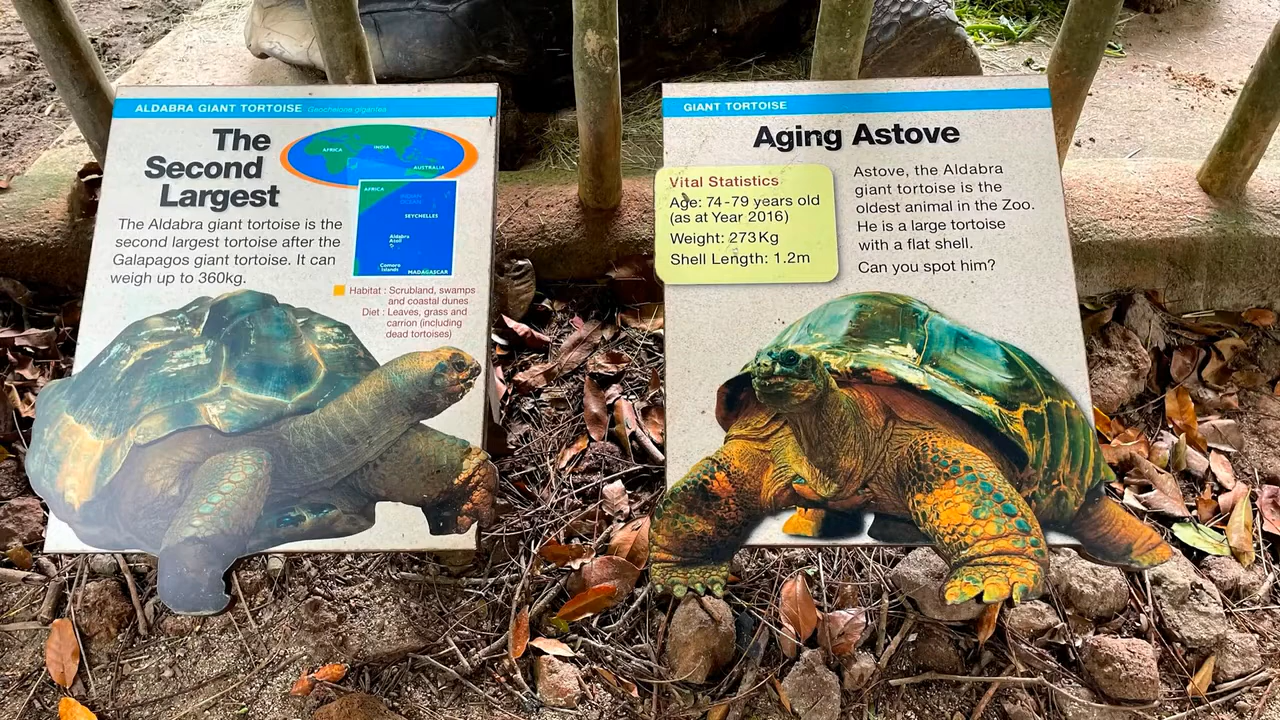 ALDABRA GIANT TORTOISE Geochelone gigantea
The
Second
Largest
The Aldabra giant tortoise is the
second largest tortoise after the
Galapagos giant tortoise. It can
weigh up to 360kg.
AFRICA
INDIA
AUSTRALIA
AFRICA
INDIAN
OCEAN
SEYCHELLES
Aldabra
Atoll
Comoro
Islands
MADAGASCAR
Habitat : Scrubland, swamps
and coastal dunes
Diet : Leaves, grass and
carrion (including
dead tortoises)
GIANT TORTOISE
Aging Astove
Vital Statistics
Age: 74-79 years old
(as at Year 2016)
Weight: 273Kg
Shell Length: 1.2m
Astove, the Aldabra
giant tortoise is the
oldest animal in the Zoo.
He is a large tortoise
with a flat shell.
Can you spot him?